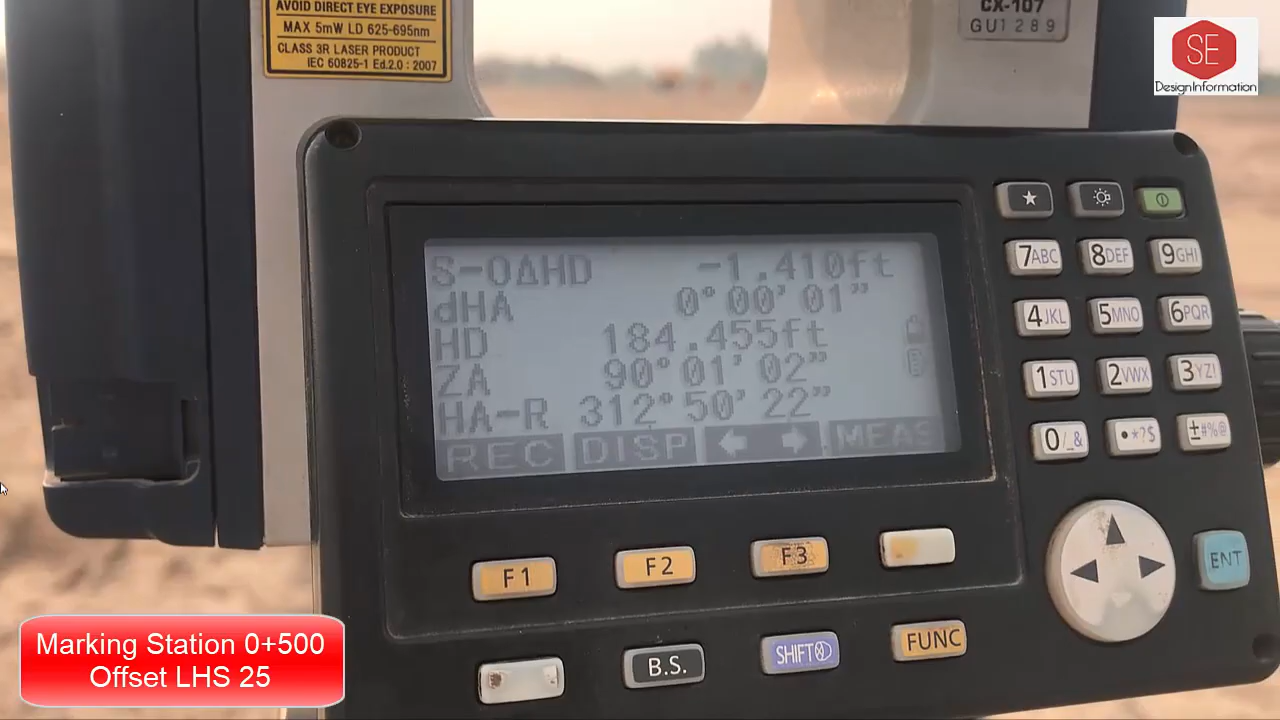 AVOID DIRECT EYE EXPOSURE
MAX 5mW LD 625-695nm
CLASS 3R LASER PRODUCT
IEC 60825-1 Ed.2.0 : 2007
CX-107
GU1289
SE
DesignInformation
S-OΔHD -1.410ft
dHA 0°00'01"
HD 184.455ft
ZA 90°01'02"
HA-R 312°50'22"
REC DISP ← → MEAS
★
7ABC 8DEF 9GHI
4JKL 5MNO 6PQR
1STU 2VWX 3YZ!
0/_& •*?$ ±#%@
F1 F2 F3
ENT
B.S. SHIFT FUNC
Marking Station 0+500
Offset LHS 25